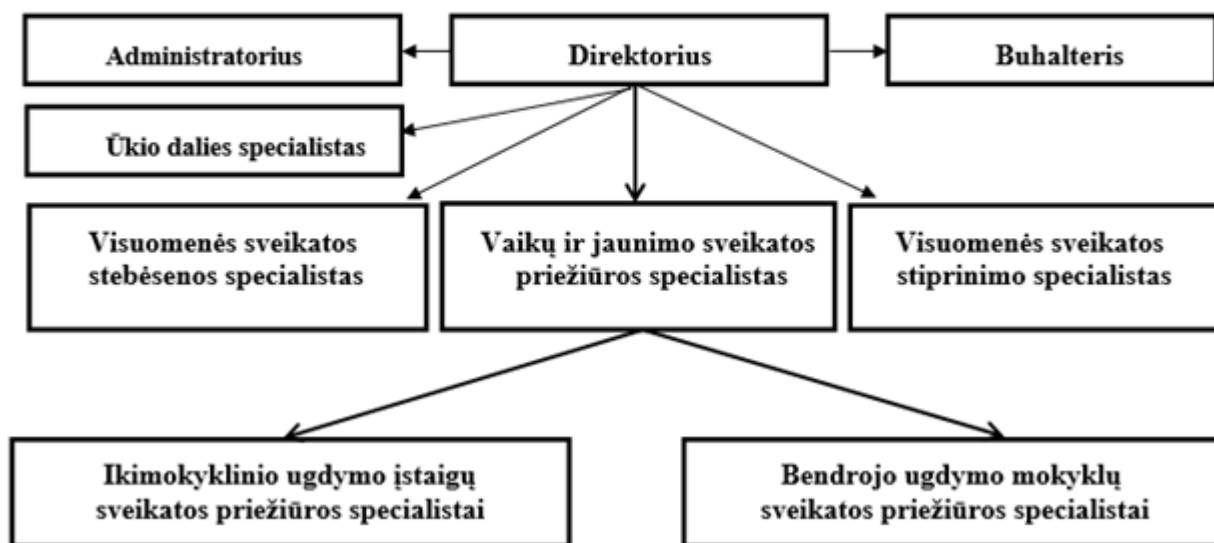 Administratorius
Direktorius
Buhalteris
Ūkio dalies specialistas
Visuomenės sveikatos
stebėsenos specialistas
Vaikų ir jaunimo sveikatos
priežiūros specialistas
Visuomenės sveikatos
stiprinimo specialistas
Ikimokyklinio ugdymo įstaigų
sveikatos priežiūros specialistai
Bendrojo ugdymo mokyklų
sveikatos priežiūros specialistai